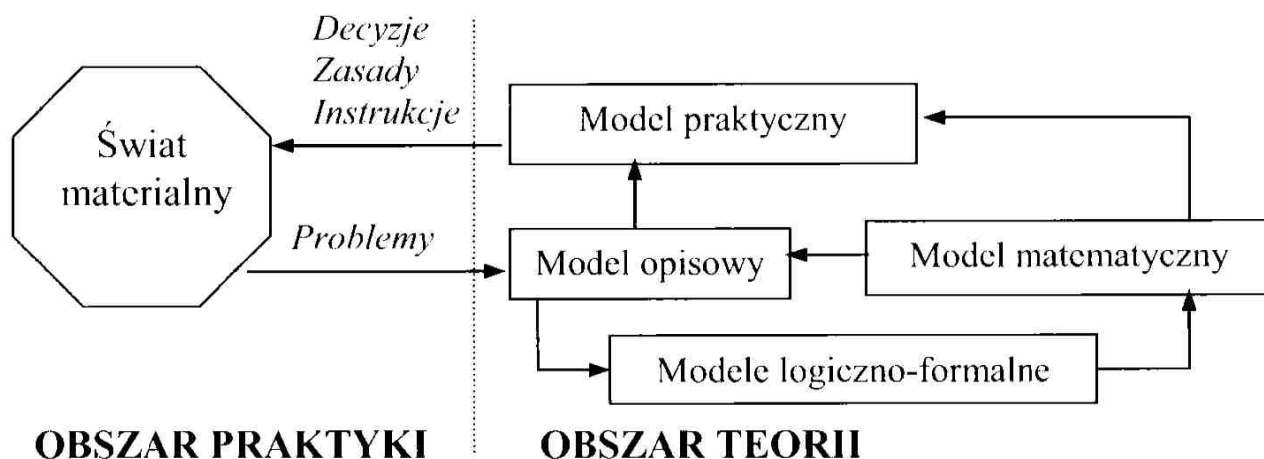 Decyzje
Zasady
Instrukcje
Model praktyczny
Świat
materialny
Problemy
Model opisowy
Model matematyczny
Modele logiczno-formalne
OBSZAR PRAKTYKI
OBSZAR TEORII